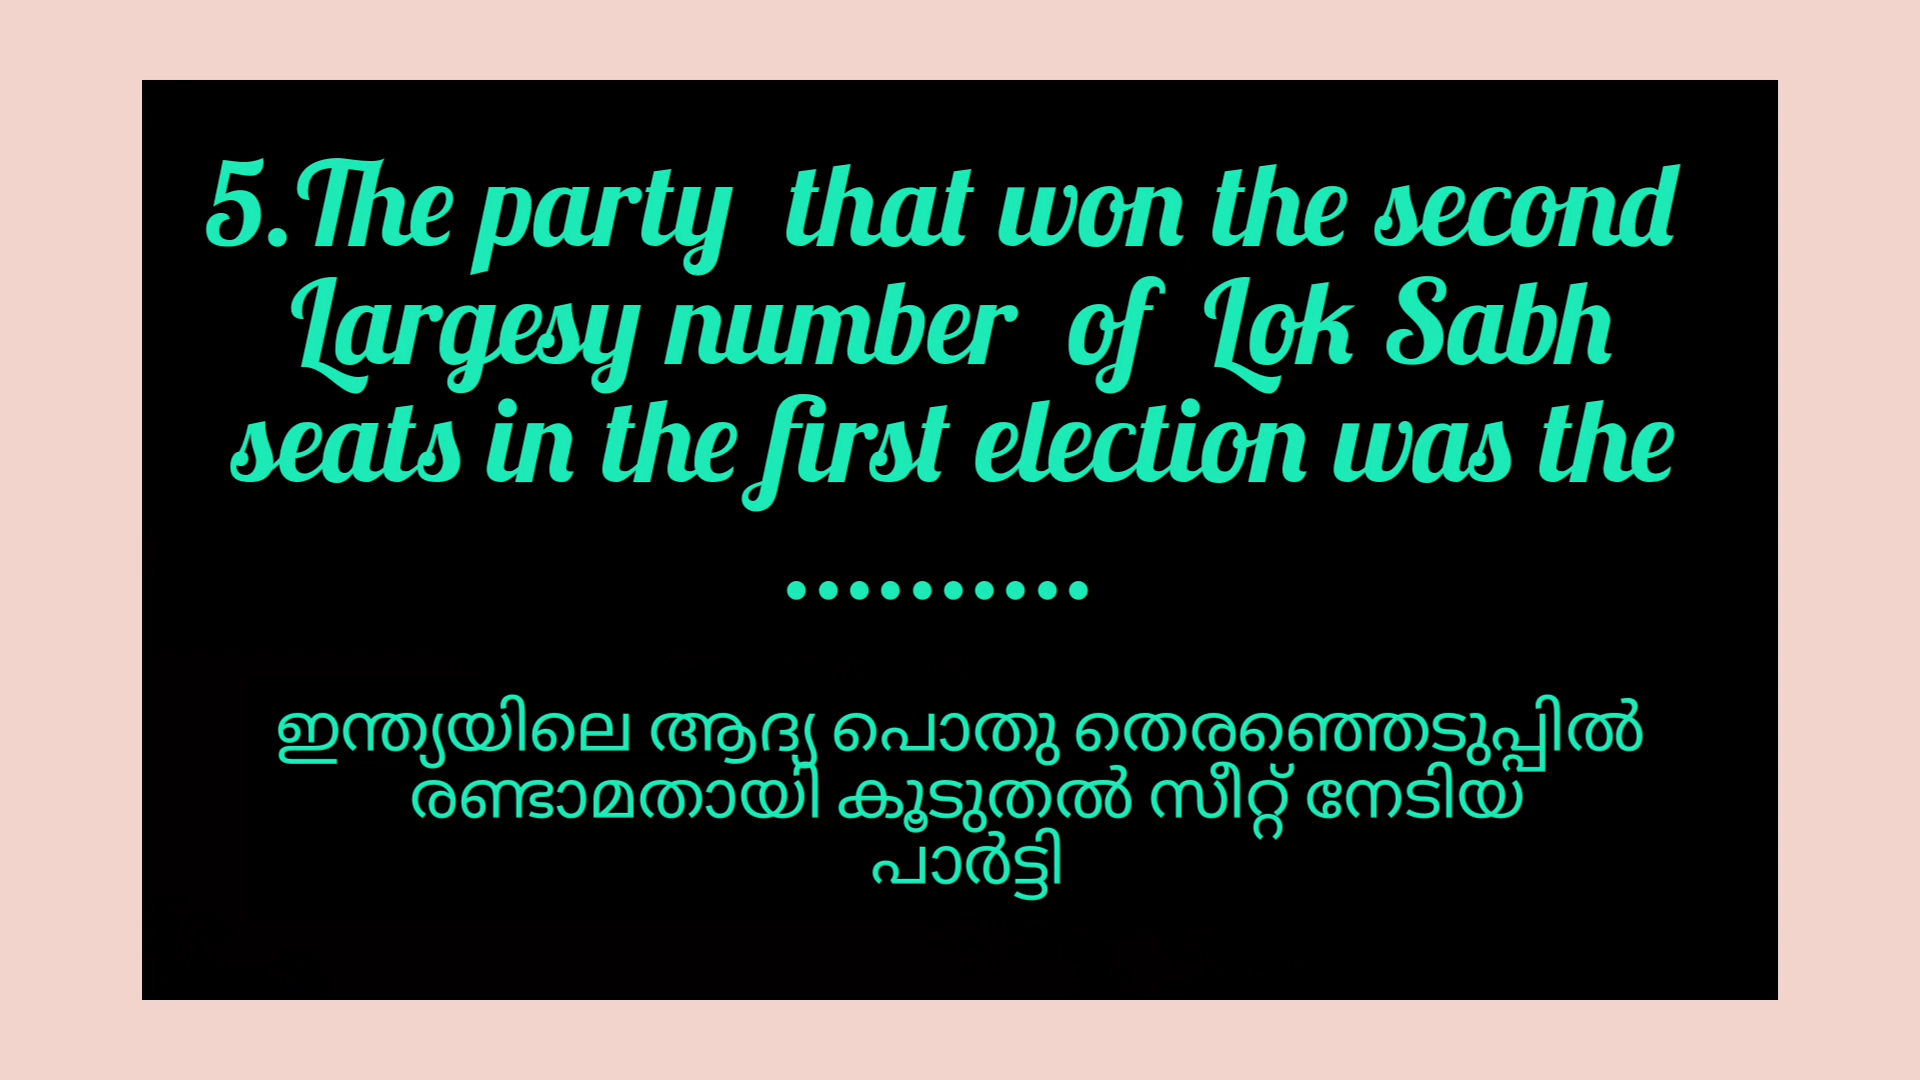 5.The party that won the second
Largesy number of Lok Sabh
seats in the first election was the
..........
ഇന്ത്യയിലെ ആദ്യ പൊതു തെരഞ്ഞെടുപ്പിൽ
രണ്ടാമതായി കൂടുതൽ സീറ്റ് നേടിയ
പാർട്ടി